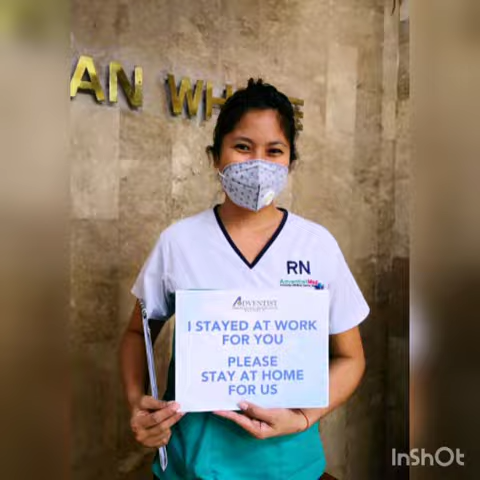 AN WH
RN
ADVENTIST
I STAYED AT WORK
FOR YOU
PLEASE
STAY AT HOME
FOR US
InShOt